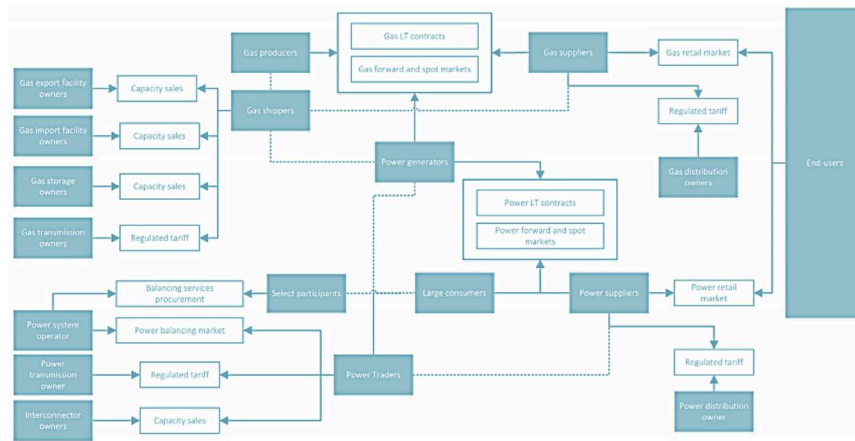 Gas producers
Gas LT contracts
Gas forward and spot markets
Gas suppliers
Gas retail market
Gas export facility
owners
Capacity sales
Gas shippers
Regulated tariff
Gas import facility
owners
Capacity sales
Power generators
Gas distribution
owners
End-users
Gas storage
owners
Capacity sales
Power LT contracts
Power forward and spot
markets
Gas transmission
owners
Regulated tariff
Balancing services
procurement
Select participants
Large consumers
Power suppliers
Power retail
market
Power system
operator
Power balancing market
Regulated tariff
Power
transmission
owner
Regulated tariff
Power Traders
Power distribution
owner
Interconnector
owners
Capacity sales